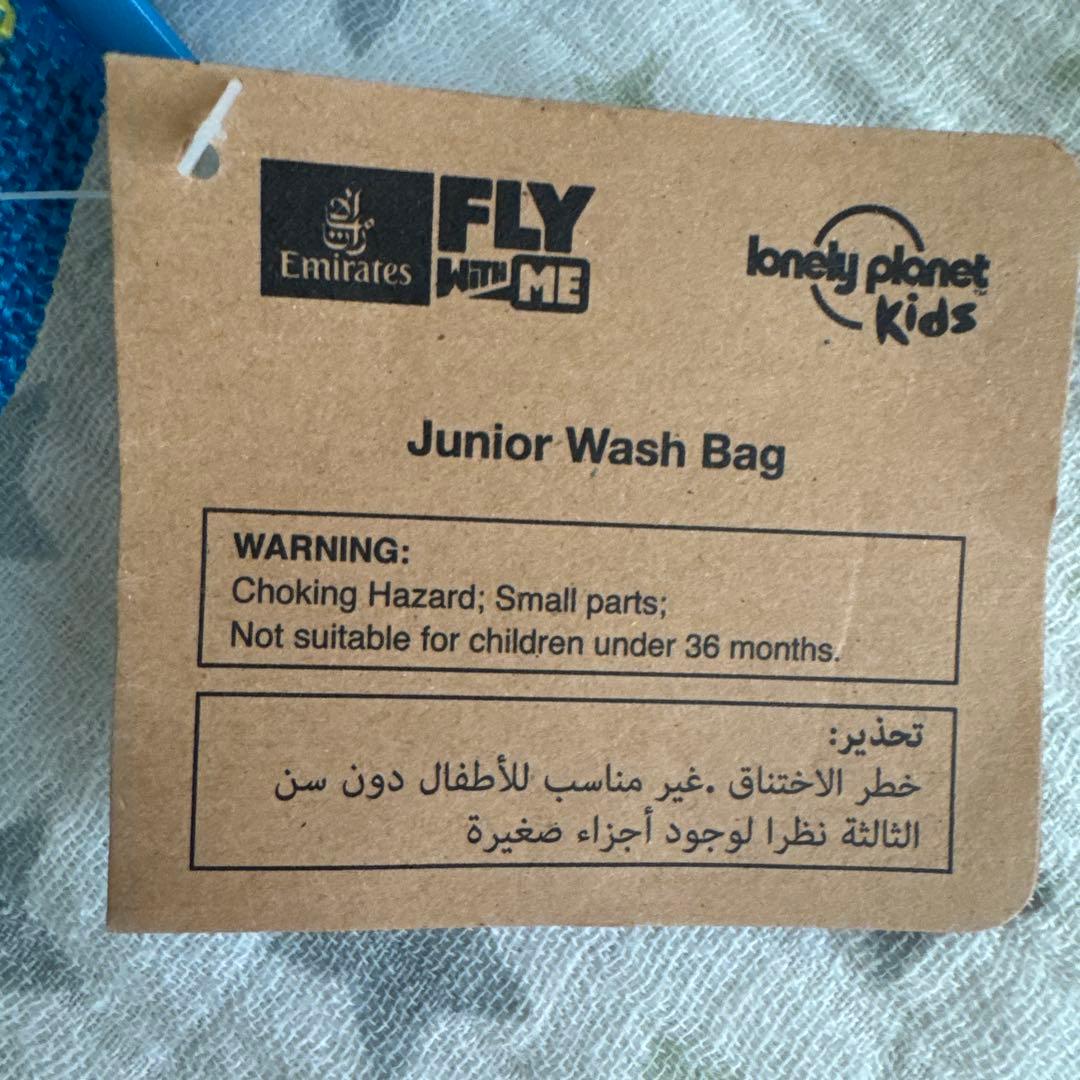 Emirates
FLY
WITH ME
lonely planet
kids
Junior Wash Bag
WARNING:
Choking Hazard; Small parts;
Not suitable for children under 36 months.
تحذير:
خطر الاختناق .غير مناسب للأطفال دون سن
الثالثة نظرا لوجود أجزاء صغيرة